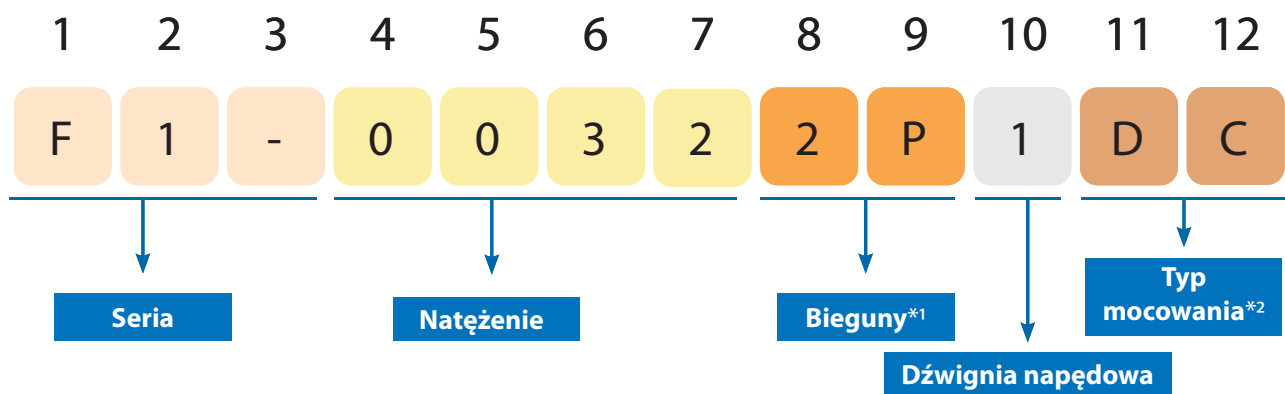 1 2 3 4 5 6 7 8 9 10 11 12
F 1 - 0 0 3 2 2 P 1 D C
Seria
Natężenie
Bieguny*1
Typ
mocowania*2
Dźwignia napędowa